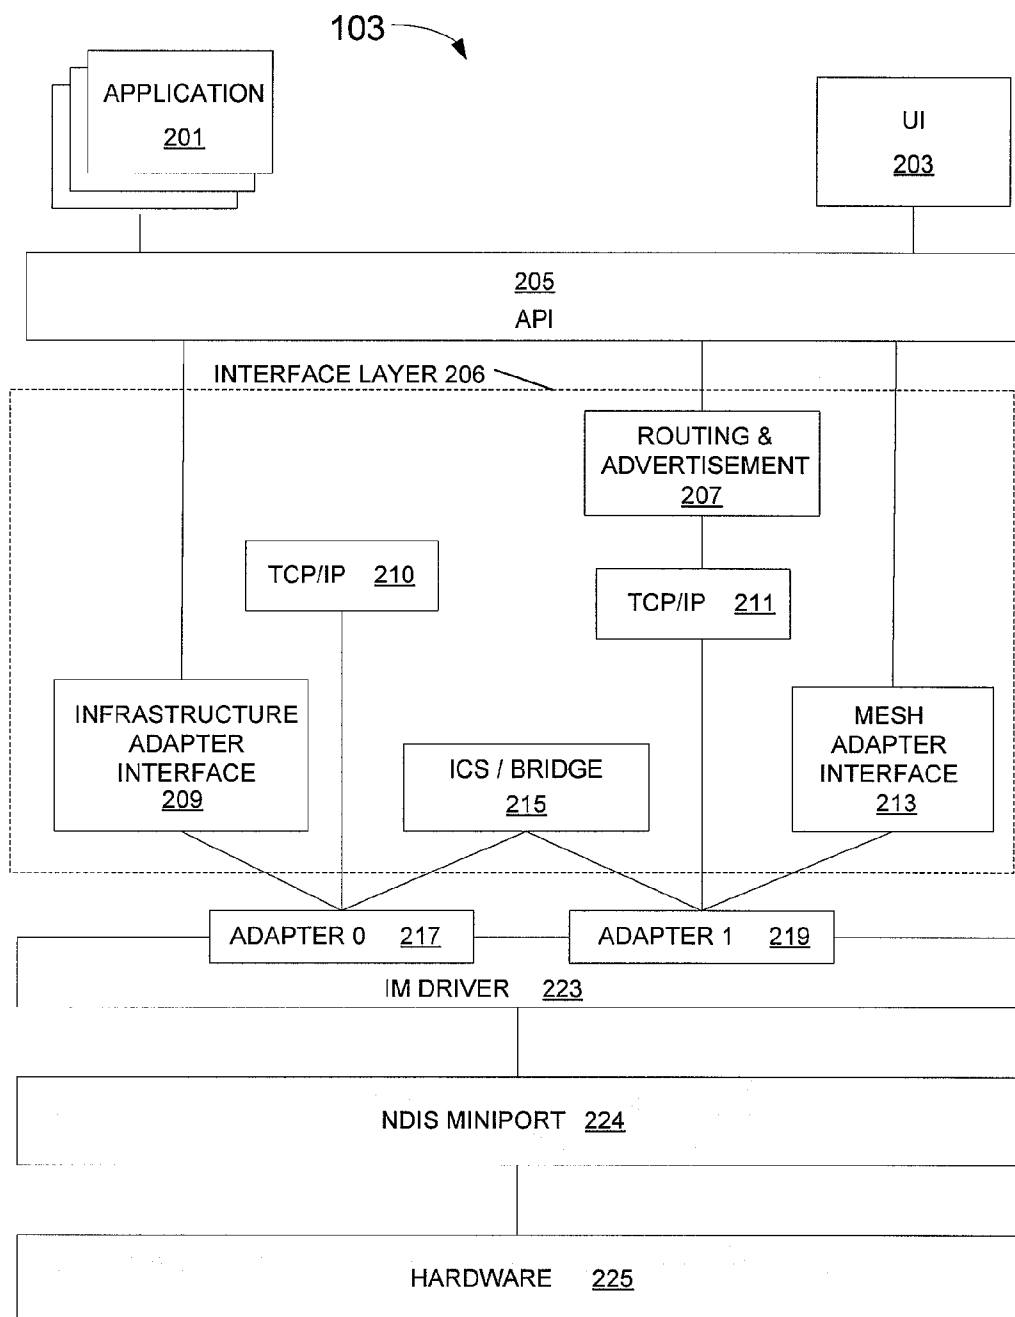 103
APPLICATION
201
UI
203
205
API
INTERFACE LAYER 206
ROUTING &
ADVERTISEMENT
207
TCP/IP 210
TCP/IP 211
INFRASTRUCTURE
ADAPTER
INTERFACE
209
ICS / BRIDGE
215
MESH
ADAPTER
INTERFACE
213
ADAPTER 0 217
ADAPTER 1 219
IM DRIVER 223
NDIS MINIPORT 224
HARDWARE 225